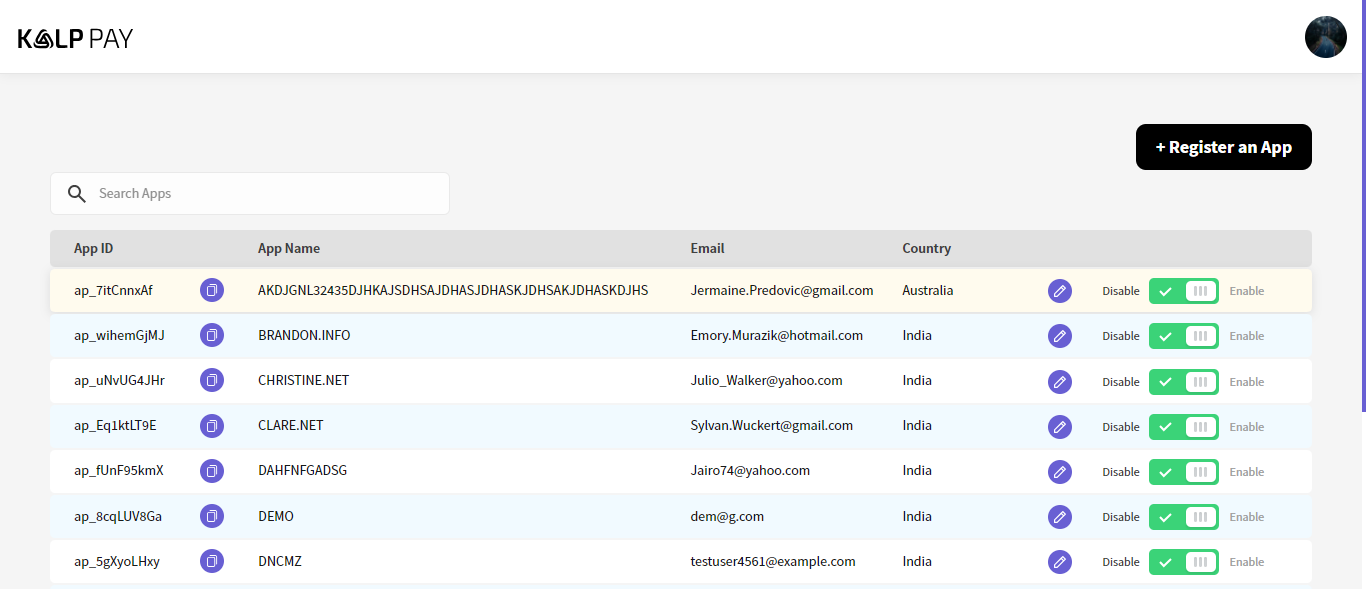 KALP PAY
+ Register an App
Search Apps
App ID App Name Email Country
ap_7itCnnxAf AKDJGNL32435DJHKAJSDHSAJDHASJDHASKJDHSAKJDHASKDJHS Jermaine.Predovic@gmail.com Australia Disable Enable
ap_wihemGjMJ BRANDON.INFO Emory.Murazik@hotmail.com India Disable Enable
ap_uNvUG4JHr CHRISTINE.NET Julio_Walker@yahoo.com India Disable Enable
ap_Eq1ktLT9E CLARE.NET Sylvan.Wuckert@gmail.com India Disable Enable
ap_fUnF95kmX DAHFNFGADSG Jairo74@yahoo.com India Disable Enable
ap_8cqLUV8Ga DEMO dem@g.com India Disable Enable
ap_5gXyoLHxy DNCMZ testuser4561@example.com India Disable Enable